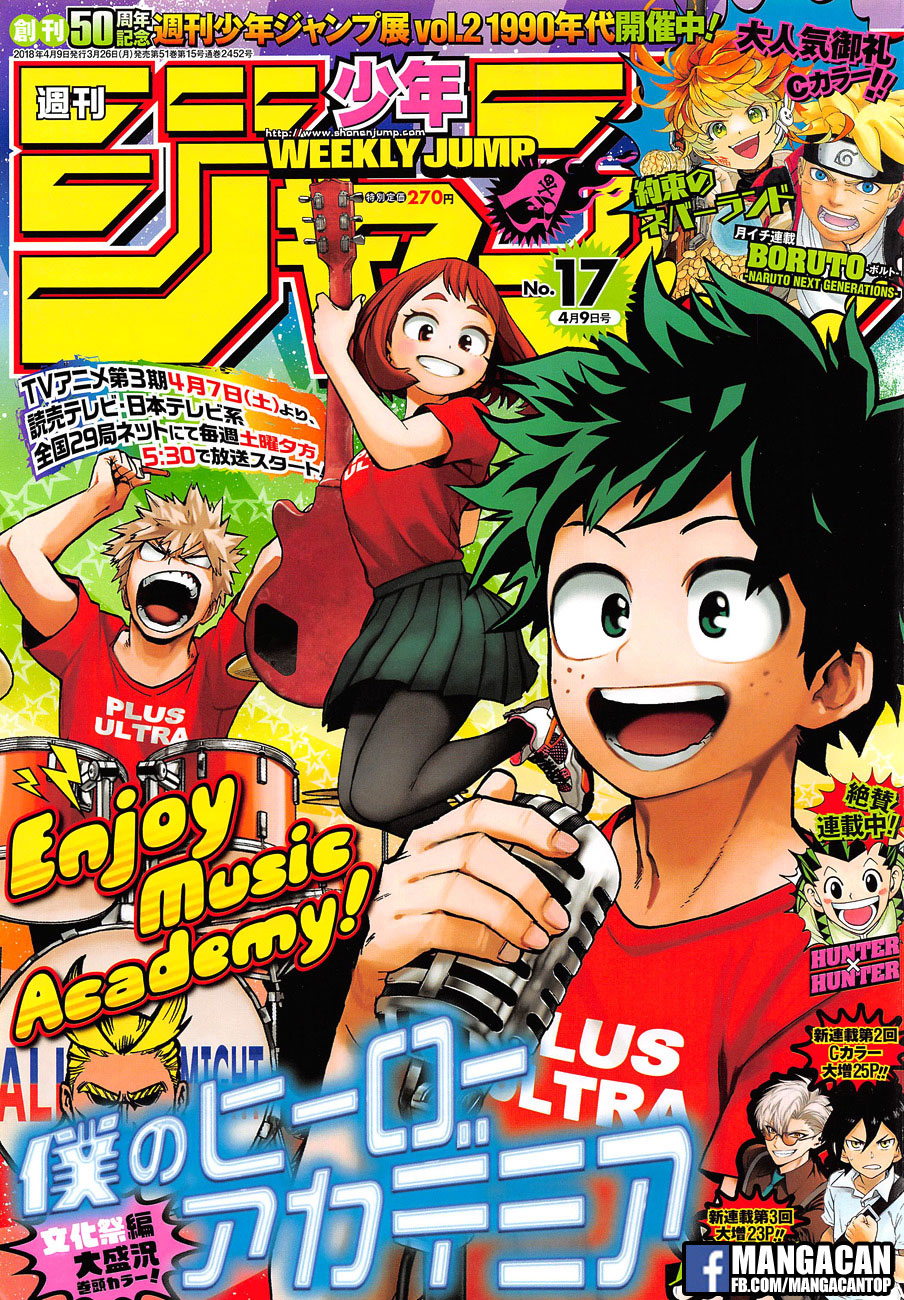 創刊50周年記念 週刊少年ジャンプ展 vol.2 1990年代開催中!
2018年4月9日発行3月26日(月)発売第51巻第15号通巻2452号
週刊
少年
ジャンプ
http://www.shonenjump.com
WEEKLY JUMP
特別定価270円
大人気御礼
Cカラー!!
約束の
ネバーランド
月イチ連載
BORUTO-ボルト-
-NARUTO NEXT GENERATIONS-
No.17
4月9日号
TVアニメ第3期4月7日(土)より、
読売テレビ・日本テレビ系
全国29局ネットにて毎週土曜夕方
5:30で放送スタート
PLUS
ULTRA
PLUS
ULTRA
Enjoy
Music
Academy!
絶賛
連載中!
HUNTER
×
HUNTER
PLUS
ULTRA
ALL MIGHT
新連載第2回
Cカラー
大増25P!!
僕のヒーロー
アカデミア
文化祭編
大盛況
巻頭カラー!
新連載第3回
大増23P!!
f MANGACAN
FB.COM/MANGACANTOP